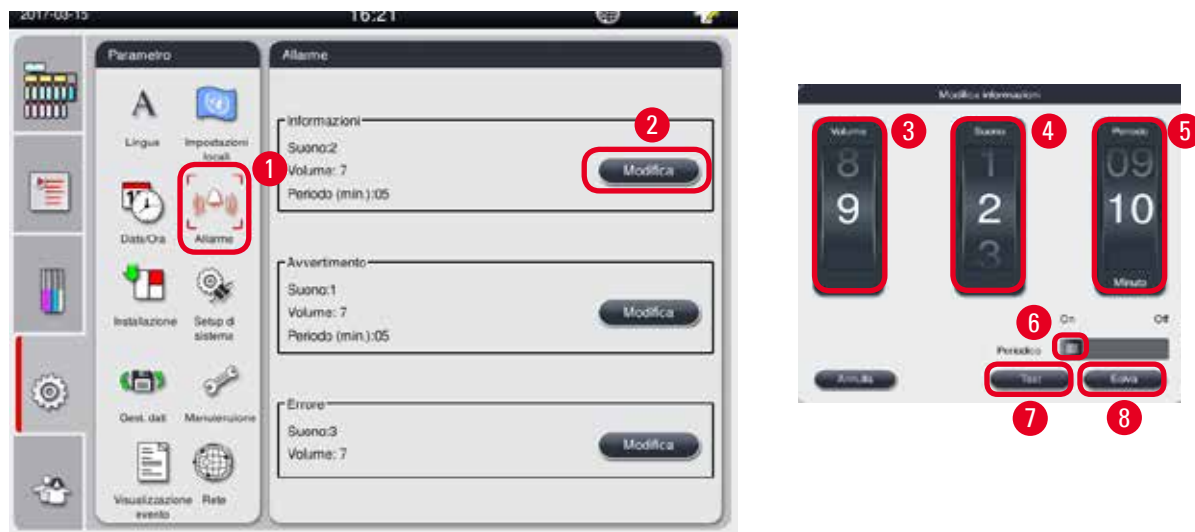 2017-03-15 16:21
Parametro
Lingua
Impostazioni
locali
Data/Ora
Allarme
Installazione
Setup di
sistema
Gest. dati
Manutenzione
Visualizzazione
evento
Rete
1
Allarme
Informazioni
Suono:2
Volume: 7
Periodo (min.):05
Modifica
2
Avvertimento
Suono:1
Volume: 7
Periodo (min.):05
Modifica
Errore
Suono:3
Volume: 7
Modifica
Modifica informazioni
Volume
8
9
3
Suono
1
2
3
4
Periodo
09
10
Minuto
5
On
Off
Periodico
6
Annulla
Test
Salva
7
8